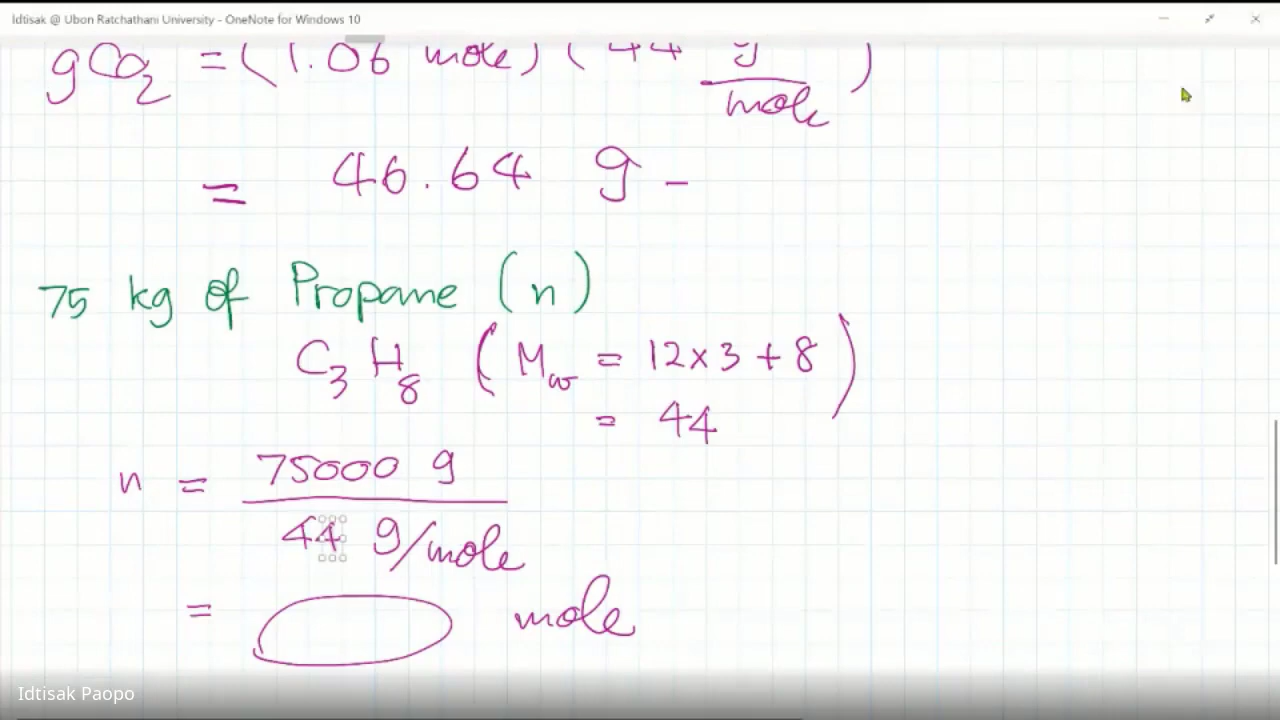 Idtisak @ Ubon Ratchathani University - OneNote for Windows 10
gCO2 = (1.06 mole) (44 g/mole)
= 46.64 g -
75 kg of Propane (n)
C3H8 (Mw = 12x3 + 8)
= 44
n = 75000 g
44 g/mole
= mole
Idtisak Paopo